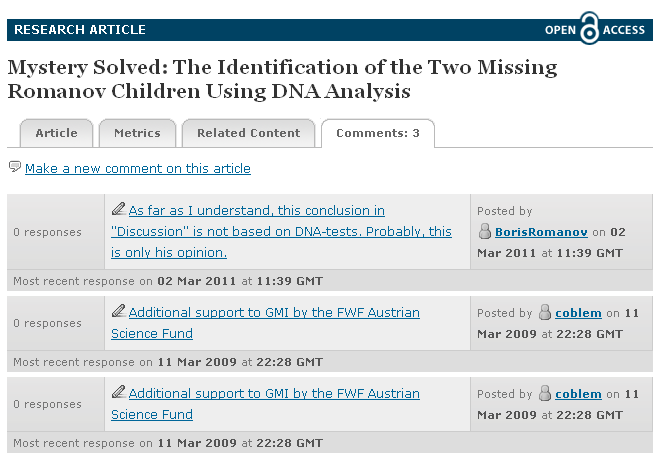 RESEARCH ARTICLE
OPEN ACCESS
Mystery Solved: The Identification of the Two Missing
Romanov Children Using DNA Analysis
Article Metrics Related Content Comments: 3
Make a new comment on this article
0 responses
As far as I understand, this conclusion in
"Discussion" is not based on DNA-tests. Probably, this
is only his opinion.
Posted by
BorisRomanov on 02
Mar 2011 at 11:39 GMT
Most recent response on 02 Mar 2011 at 11:39 GMT
0 responses
Additional support to GMI by the FWF Austrian
Science Fund
Posted by coblem on 11
Mar 2009 at 22:28 GMT
Most recent response on 11 Mar 2009 at 22:28 GMT
0 responses
Additional support to GMI by the FWF Austrian
Science Fund
Posted by coblem on 11
Mar 2009 at 22:28 GMT
Most recent response on 11 Mar 2009 at 22:28 GMT